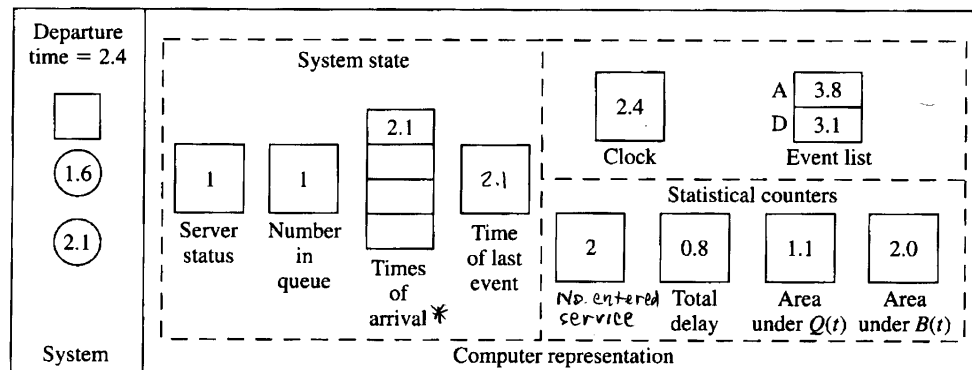 Departure
time = 2.4
1.6
2.1
System
System state
1
Server
status
1
Number
in
queue
2.1
Times
of
arrival *
2.1
Time
of last
event
2.4
Clock
A 3.8
D 3.1
Event list
Statistical counters
2
No. entered
service
0.8
Total
delay
1.1
Area
under Q(t)
2.0
Area
under B(t)
Computer representation